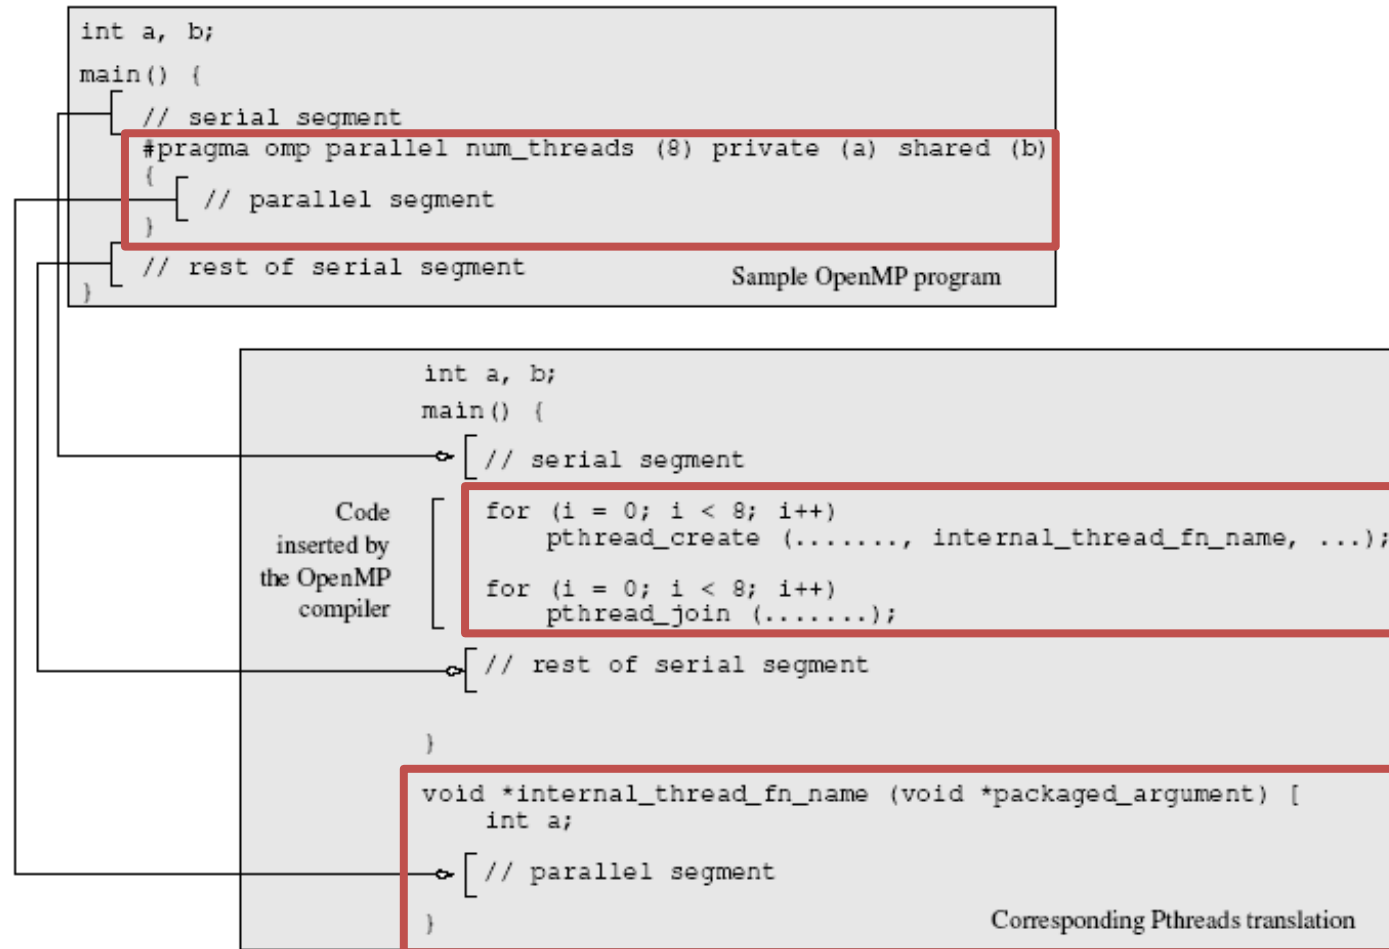 int a, b;
main() {
// serial segment
#pragma omp parallel num_threads (8) private (a) shared (b)
{
// parallel segment
}
// rest of serial segment
Sample OpenMP program
}
int a, b;
main() {
// serial segment
Code
inserted by
the OpenMP
compiler
for (i = 0; i < 8; i++)
pthread_create (......., internal_thread_fn_name, ...);
for (i = 0; i < 8; i++)
pthread_join (.......);
// rest of serial segment
}
void *internal_thread_fn_name (void *packaged_argument) [
int a;
// parallel segment
}
Corresponding Pthreads translation